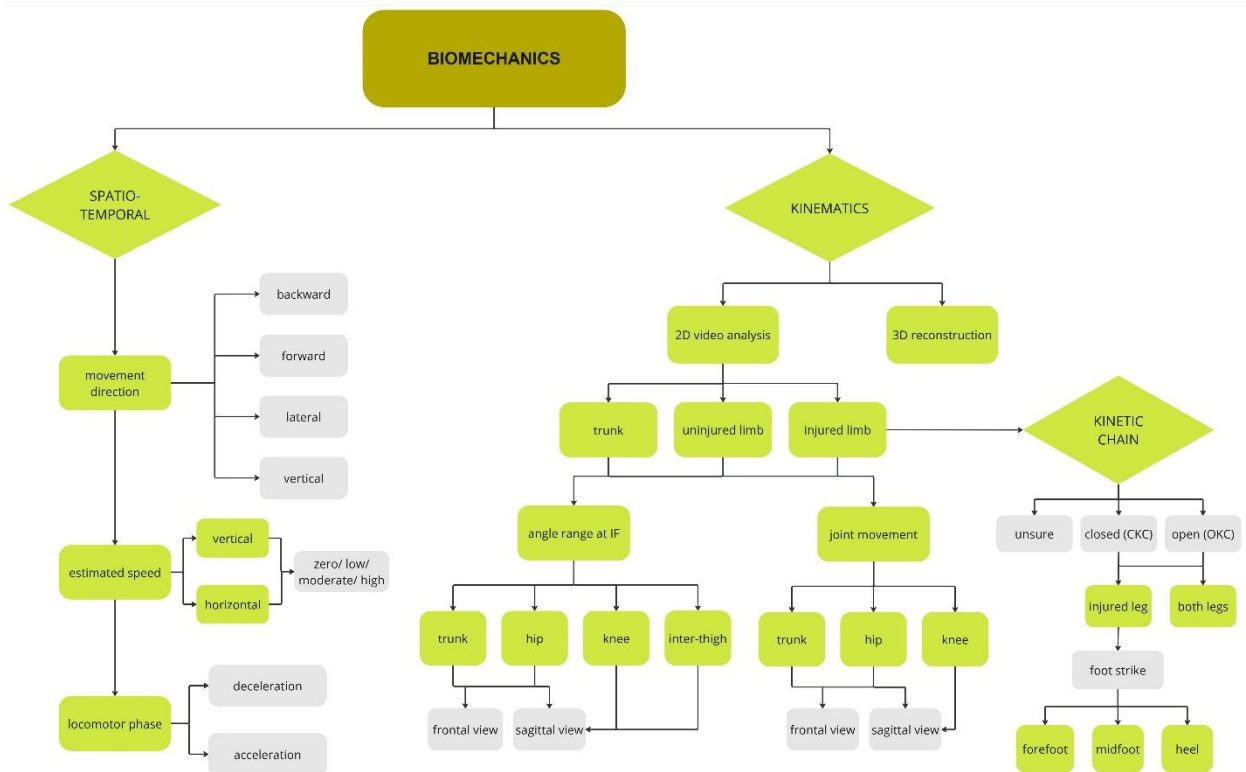 BIOMECHANICS
SPATIO-
TEMPORAL
KINEMATICS
backward
forward
movement
direction
lateral
vertical
2D video analysis
3D reconstruction
trunk
uninjured limb
injured limb
KINETIC
CHAIN
estimated speed
vertical
horizontal
zero/ low/
moderate/ high
angle range at IF
joint movement
unsure
closed (CKC)
open (OKC)
injured leg
both legs
trunk
hip
knee
inter-thigh
trunk
hip
knee
foot strike
locomotor phase
deceleration
acceleration
frontal view
sagittal view
frontal view
sagittal view
forefoot
midfoot
heel